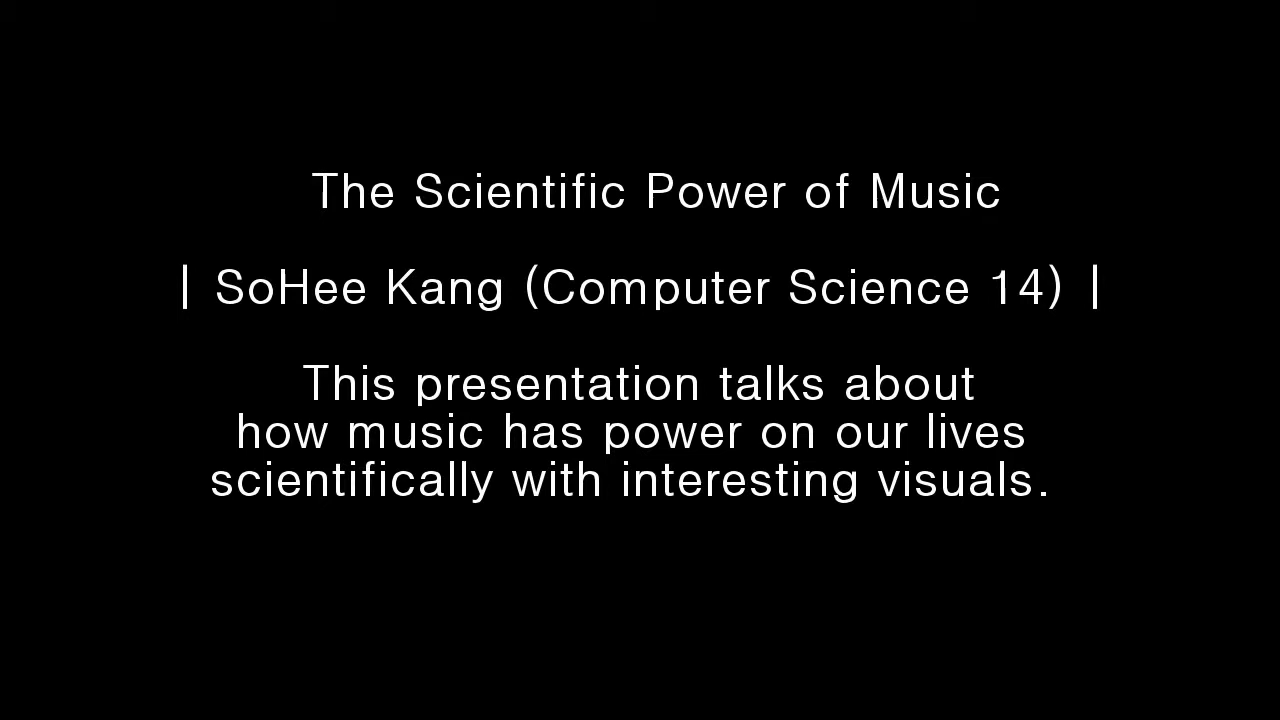 The Scientific Power of Music
| SoHee Kang (Computer Science 14) |
This presentation talks about
how music has power on our lives
scientifically with interesting visuals.